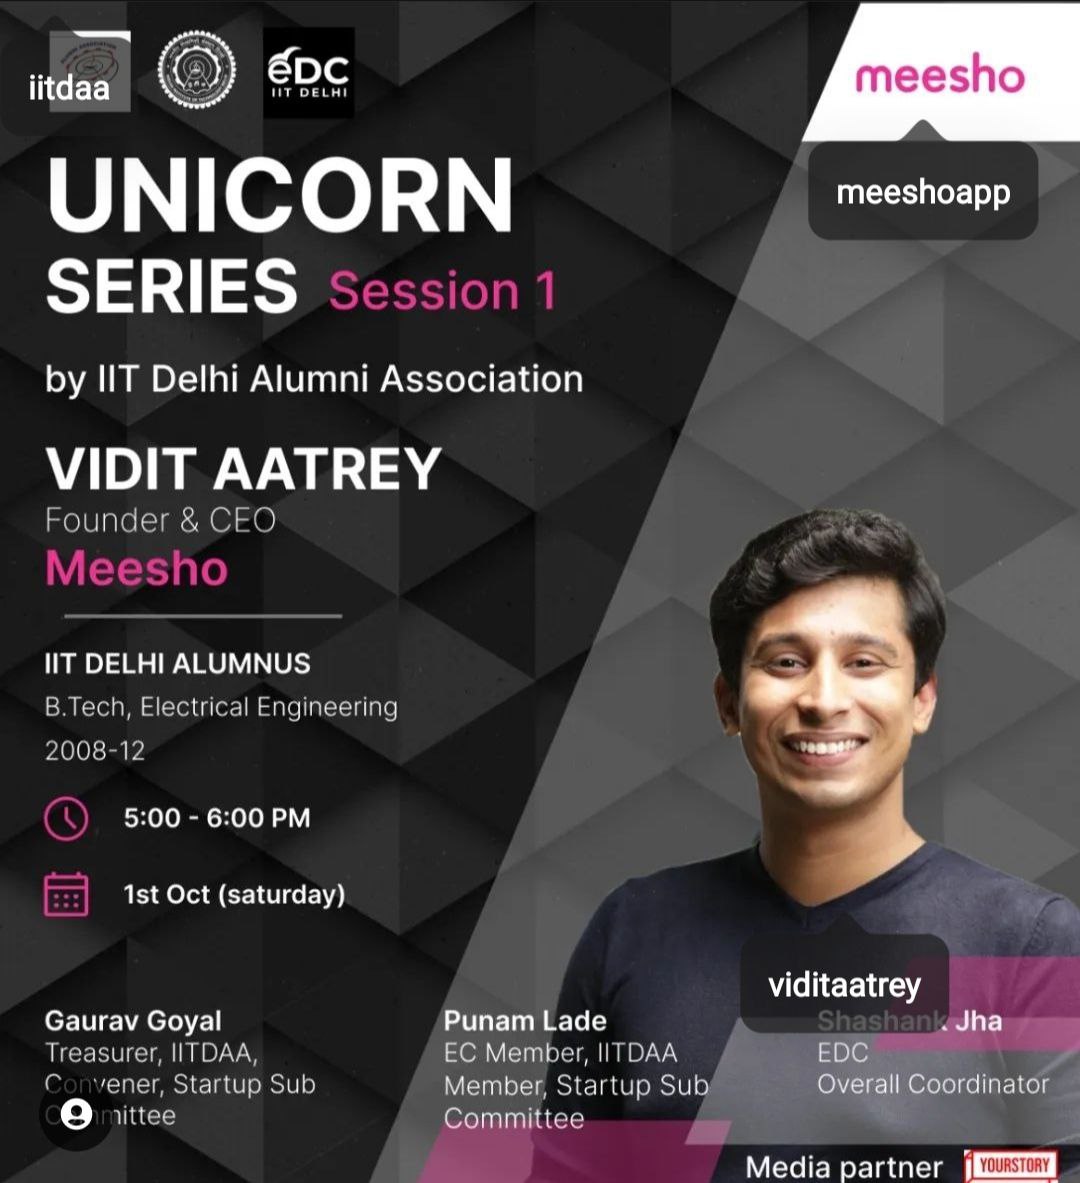 iitdaa
eDC
IIT DELHI
meesho
meeshoapp
UNICORN
SERIES Session 1
by IIT Delhi Alumni Association
VIDIT AATREY
Founder & CEO
Meesho
IIT DELHI ALUMNUS
B.Tech, Electrical Engineering
2008-12
5:00 - 6:00 PM
1st Oct (saturday)
viditaatrey
Gaurav Goyal
Treasurer, IITDAA,
Convener, Startup Sub
Committee
Punam Lade
EC Member, IITDAA
Member, Startup Sub
Committee
Shashank Jha
EDC
Overall Coordinator
Media partner YOURSTORY